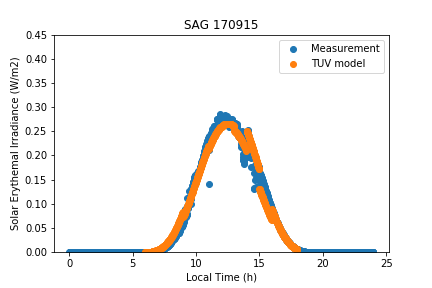 SAG 170915
Solar Erythemal Irradiance (W/m2)
0.45
0.40
0.35
0.30
0.25
0.20
0.15
0.10
0.05
0.00
Measurement
TUV model
0 5 10 15 20 25
Local Time (h)